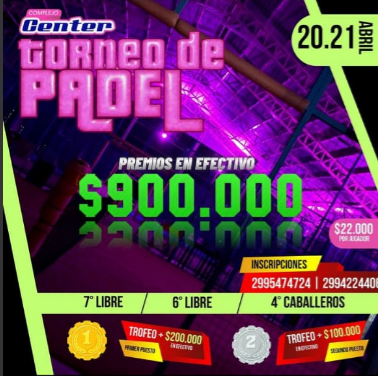 COMPLEJO
Center
TORNEO DE
PADEL
20.21
ABRIL
PREMIOS EN EFECTIVO
$900.000
$22.000
POR JUGADOR
INSCRIPCIONES
2995474724 | 2994224406
7° LIBRE / 6° LIBRE / 4° CABALLEROS
1
TROFEO + $200.000
EN EFECTIVO
PRIMER PUESTO
2
TROFEO + $100.000
EN EFECTIVO
SEGUNDO PUESTO